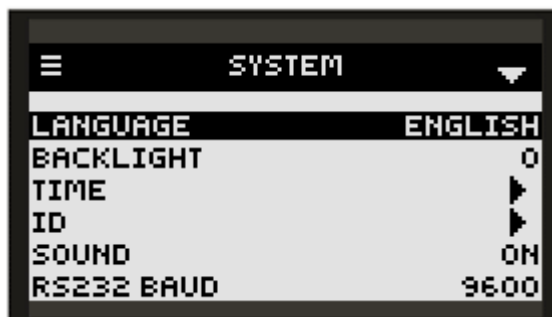 SYSTEM
LANGUAGE ENGLISH
BACKLIGHT 0
TIME
ID
SOUND ON
RS232 BAUD 9600